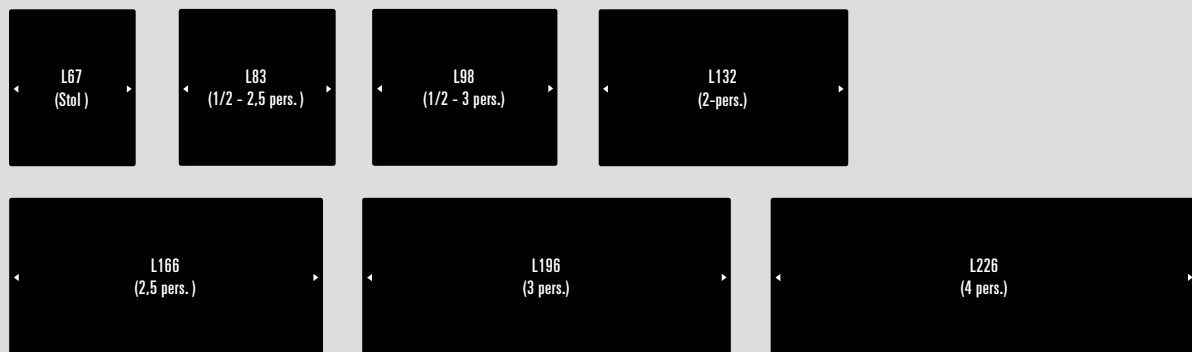 L67
(Stol )
L83
(1/2 - 2,5 pers. )
L98
(1/2 - 3 pers.)
L132
(2-pers.)
L166
(2,5 pers. )
L196
(3 pers.)
L226
(4 pers.)